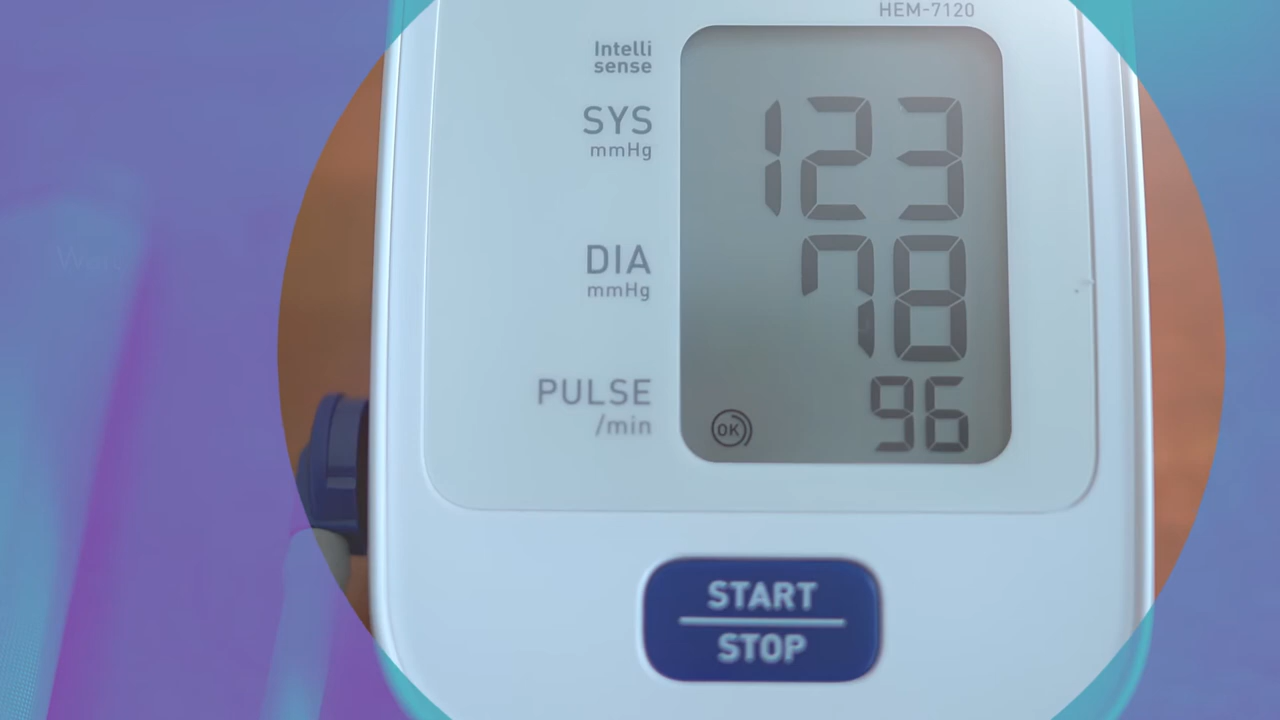 HEM-7120
Intelli
sense
SYS
mmHg
123
DIA
mmHg
78
PULSE
/min
OK
96
START
STOP